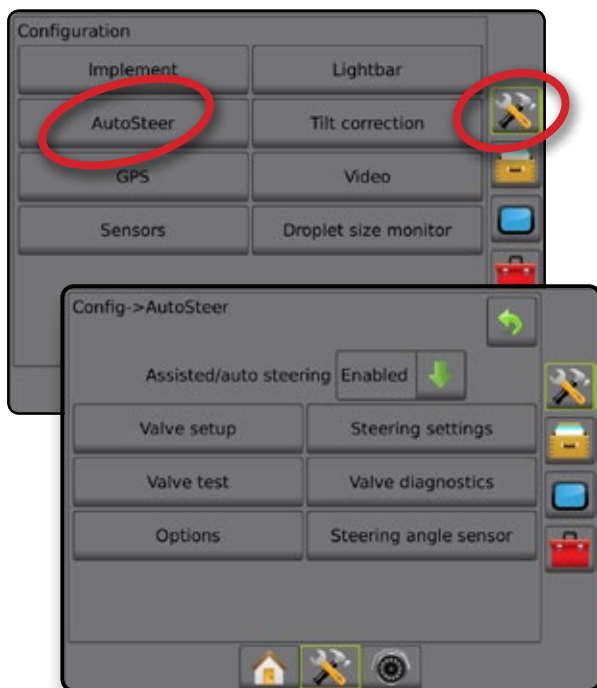 Configuration
Implement Lightbar
AutoSteer Tilt correction
GPS Video
Sensors Droplet size monitor
Config->AutoSteer
Assisted/auto steering Enabled
Valve setup Steering settings
Valve test Valve diagnostics
Options Steering angle sensor